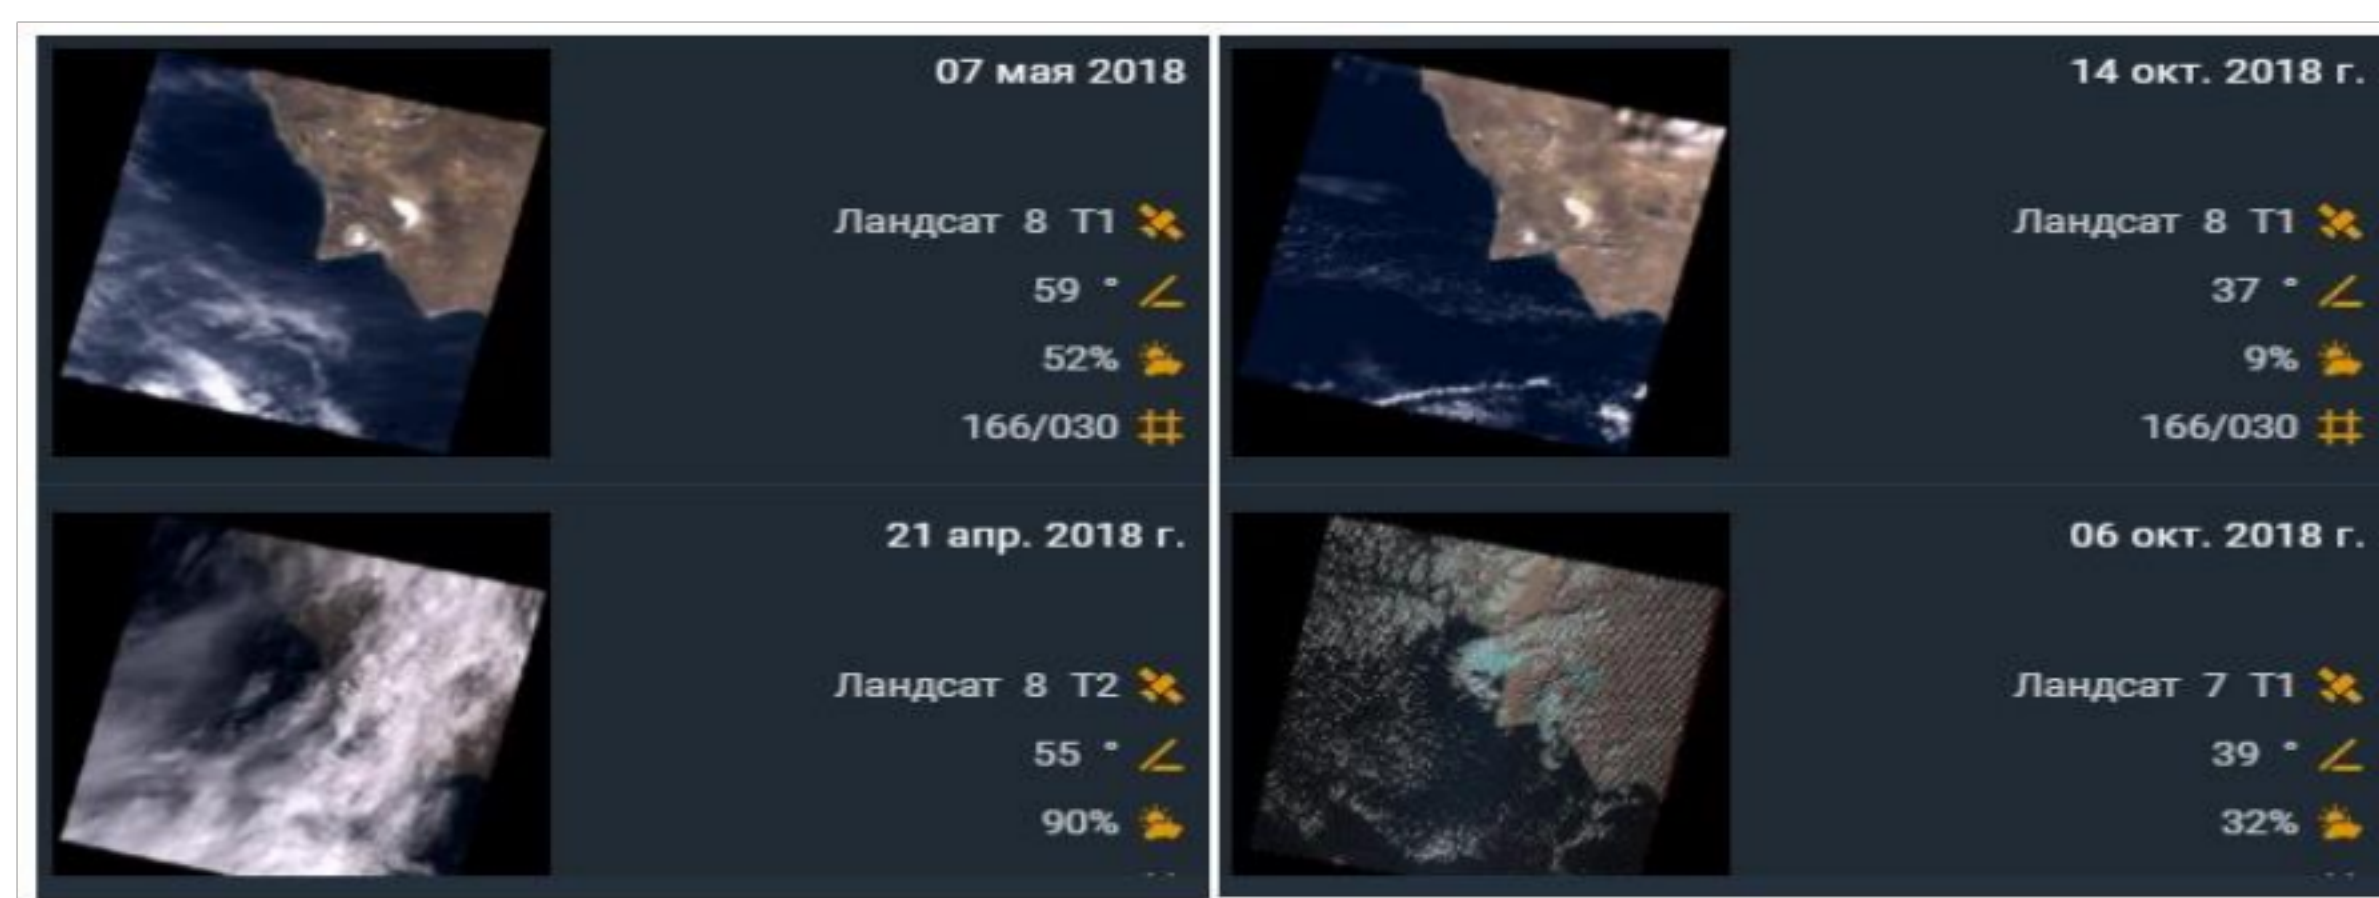 07 мая 2018
Ландсат 8 T1
59 °
52%
166/030
21 апр. 2018 г.
Ландсат 8 T2
55 °
90%
14 окт. 2018 г.
Ландсат 8 T1
37 °
9%
166/030
06 окт. 2018 г.
Ландсат 7 T1
39 °
32%